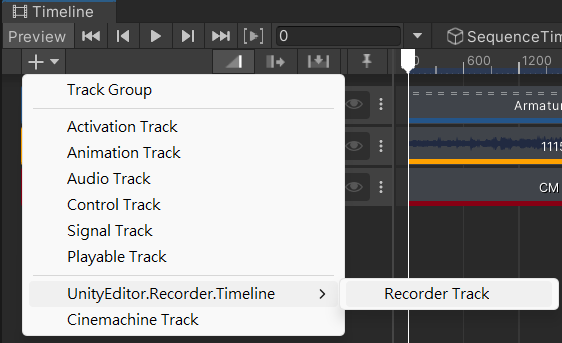 Timeline
Preview
0
SequenceTim
600
1200
Track Group
Activation Track
Animation Track
Audio Track
Control Track
Signal Track
Playable Track
UnityEditor.Recorder.Timeline
Recorder Track
Cinemachine Track
Armatur
1115
CM